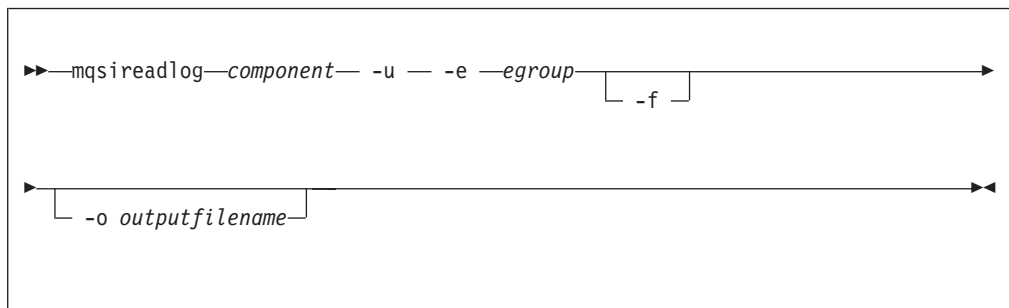 mqsireadlog component -u -e egroup
-f
-o outputfilename